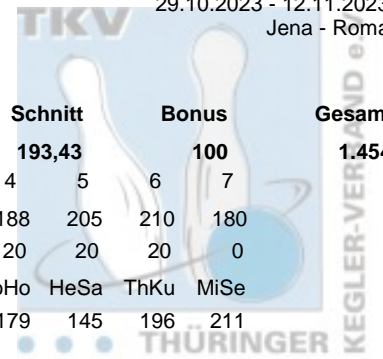 29.10.2023 - 12.11.2023
TKV
Jena - Roma
Schnitt Bonus Gesam
193,43 100 1.454
4 5 6 7
188 205 210 180
20 20 20 0
oHo HeSa ThKu MiSe
179 145 196 211
THÜRINGER
KEGLER-VERBAND e.V.